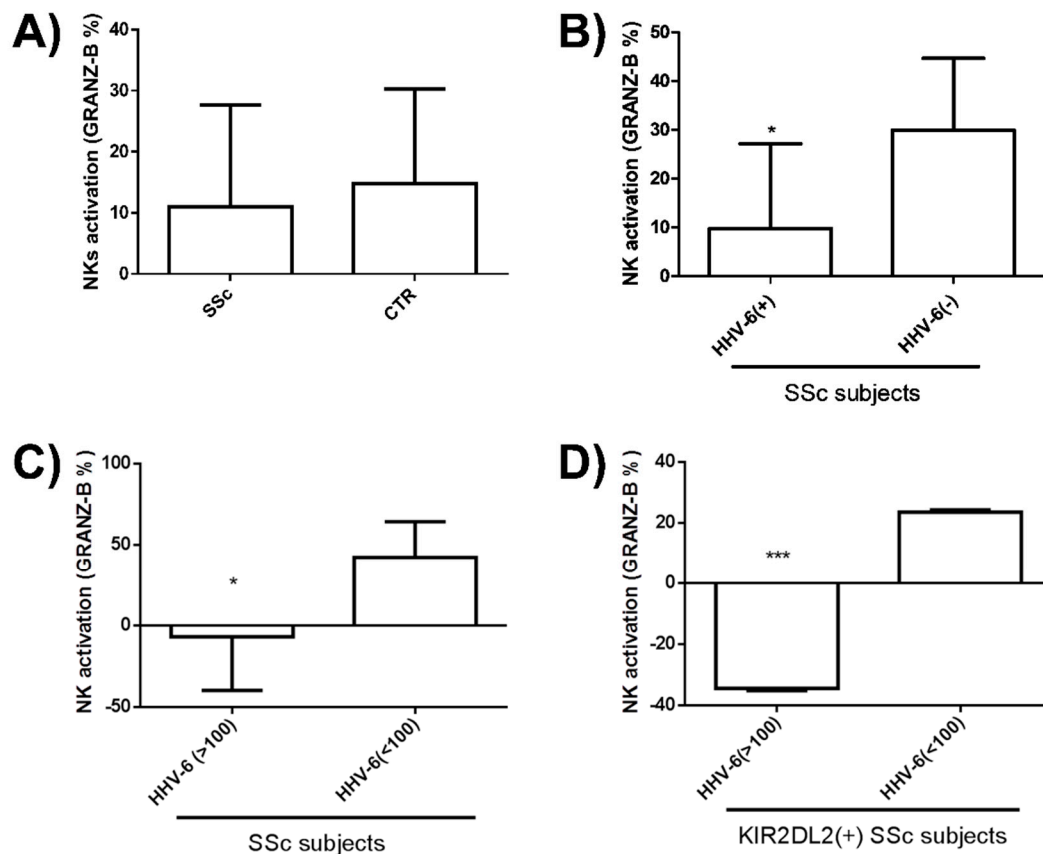 A)
NKs activation (GRANZ-B %)
40
30
20
10
0
SSc
CTR
B)
NK activation (GRANZ-B %)
50
40
30
20
10
0
*
HHV-6(+)
HHV-6(-)
SSc subjects
C)
NK activation (GRANZ-B %)
100
50
0
-50
*
HHV-6 (>100)
HHV-6(<100)
SSc subjects
D)
NK activation (GRANZ-B %)
40
20
0
-20
-40
***
HHV-6(>100)
HHV-6(<100)
KIR2DL2(+) SSc subjects